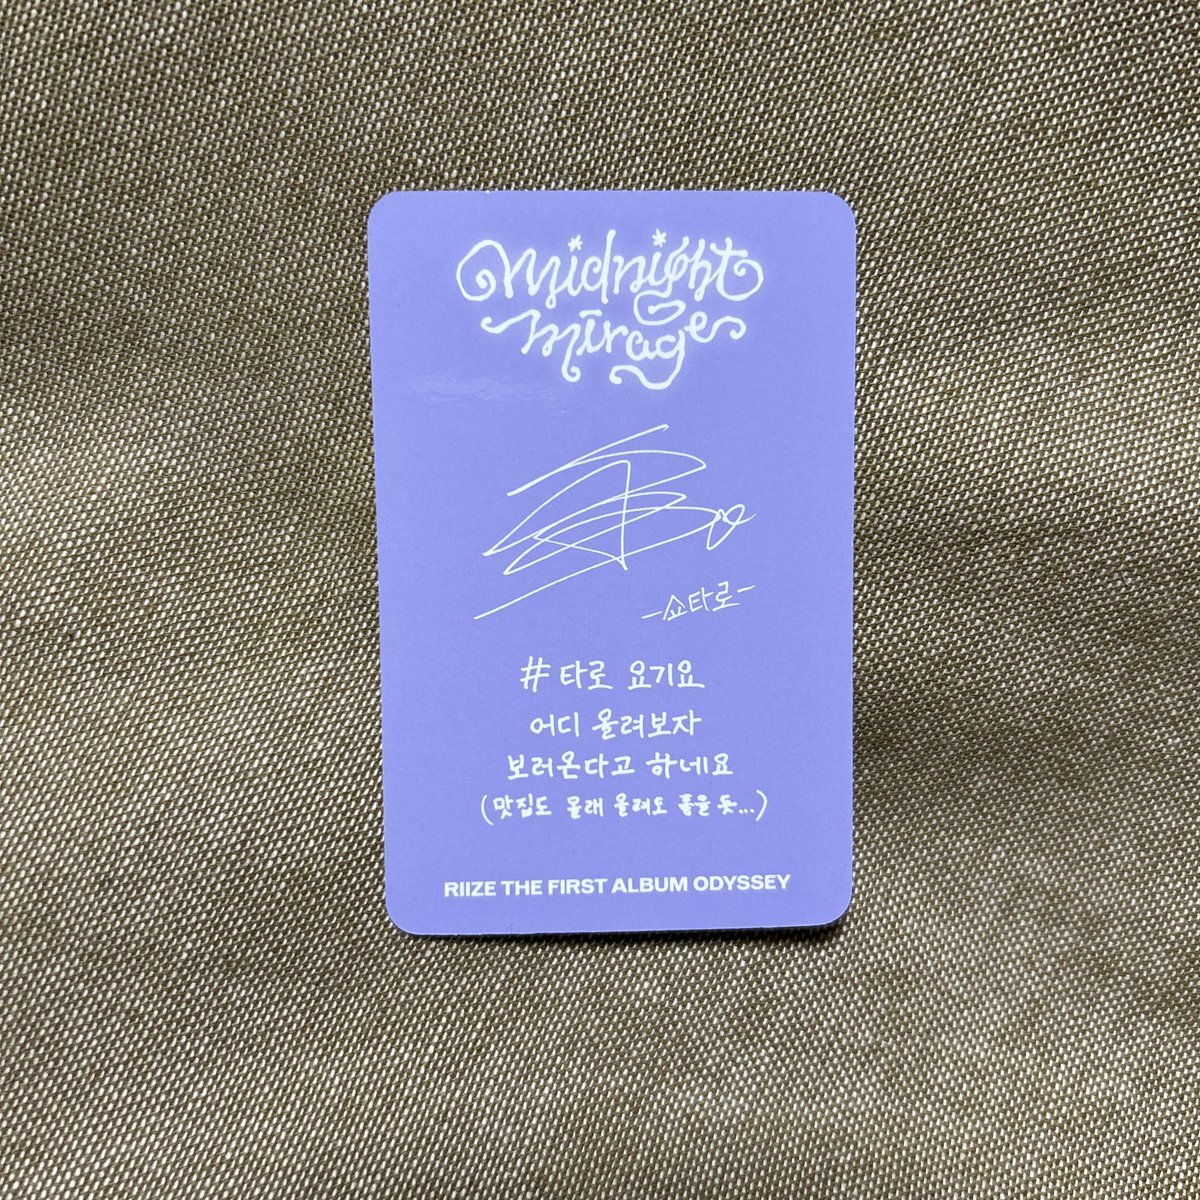 Midnight
mirage
-쇼타로-
#타로 요기요
어디 올려보자
보러온다고 하네요
(맛집도 몰래 올려도 좋을 듯...)
RIIZE THE FIRST ALBUM ODYSSEY